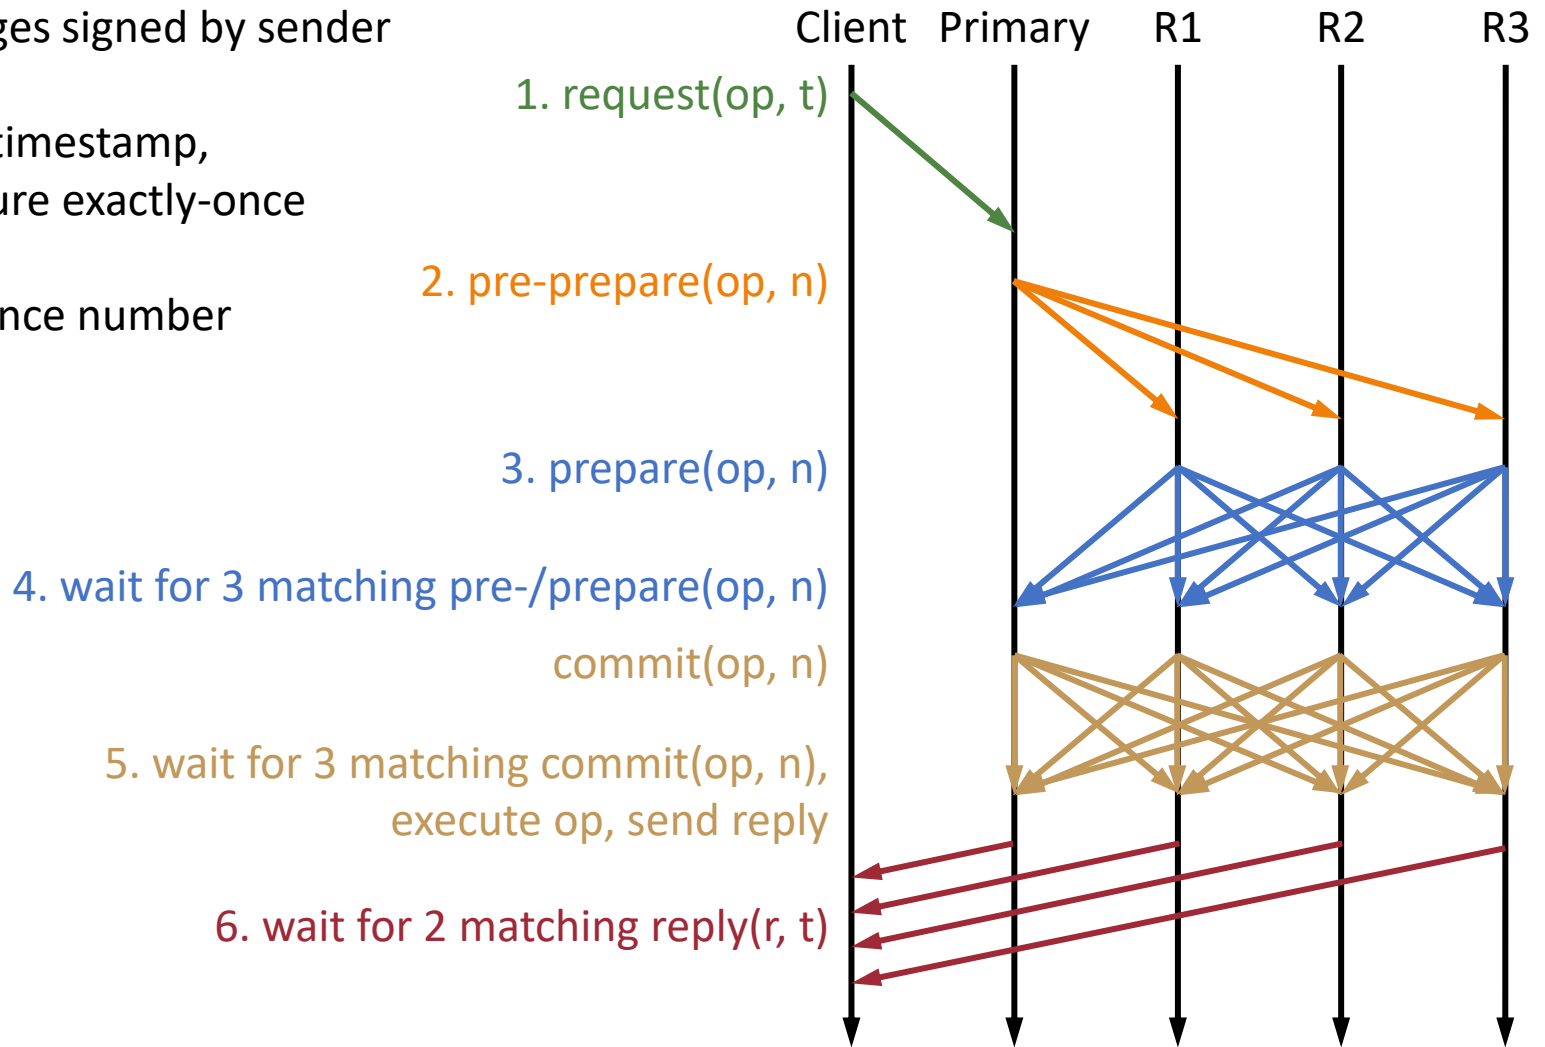 ges signed by sender
Client Primary R1 R2 R3
1. request(op, t)
timestamp,
ure exactly-once
2. pre-prepare(op, n)
nce number
3. prepare(op, n)
4. wait for 3 matching pre-/prepare(op, n)
commit(op, n)
5. wait for 3 matching commit(op, n),
execute op, send reply
6. wait for 2 matching reply(r, t)